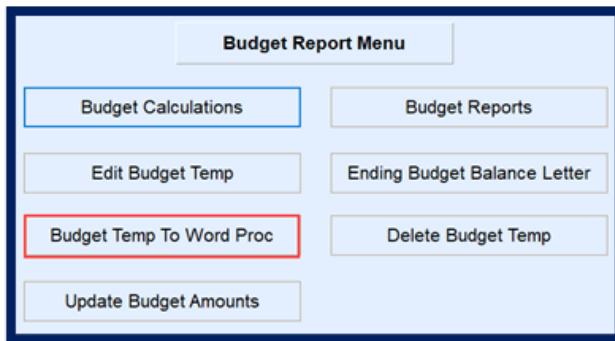 Budget Report Menu
Budget Calculations
Budget Reports
Edit Budget Temp
Ending Budget Balance Letter
Budget Temp To Word Proc
Delete Budget Temp
Update Budget Amounts